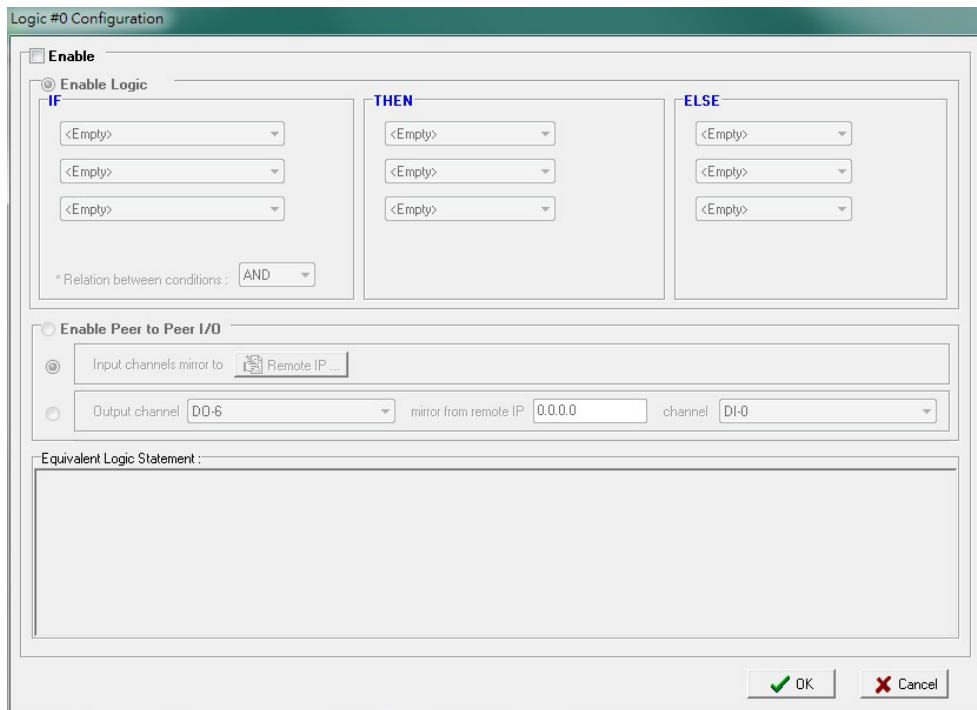 Logic #0 Configuration
Enable
Enable Logic
IF
THEN
ELSE
<Empty>
<Empty>
<Empty>
<Empty>
<Empty>
<Empty>
<Empty>
<Empty>
<Empty>
* Relation between conditions : AND
Enable Peer to Peer I/O
Input channels mirror to Remote IP ...
Output channel DO-6 mirror from remote IP 0.0.0.0 channel DI-0
Equivalent Logic Statement :
OK Cancel